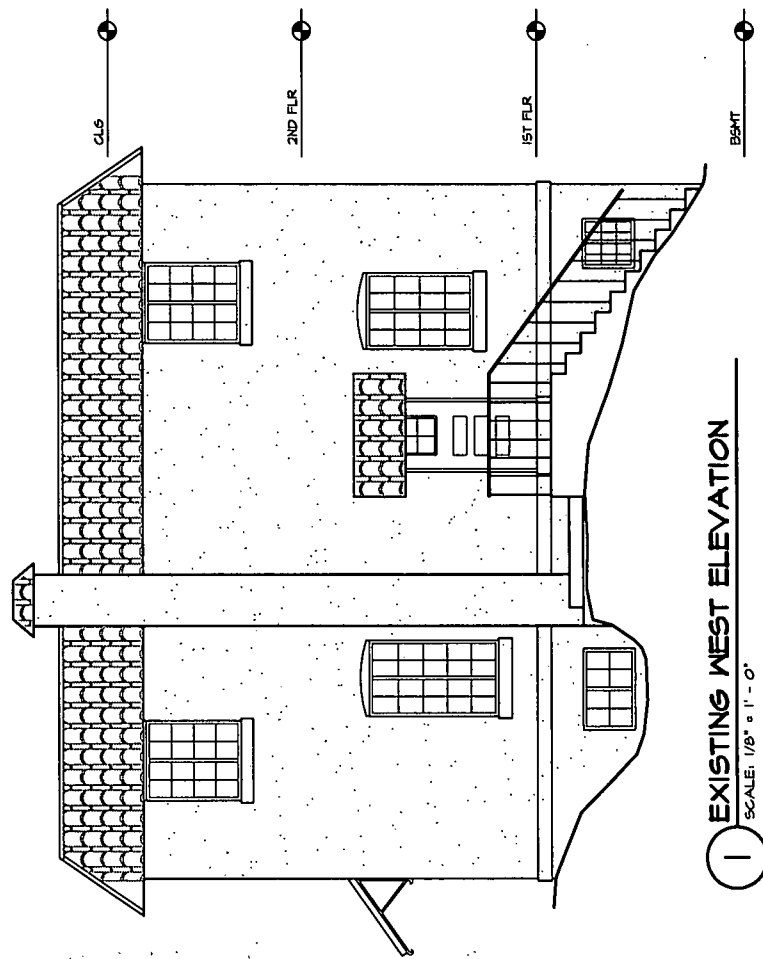 CLG
2ND FLR
1ST FLR
BSMT
1
EXISTING WEST ELEVATION
SCALE: 1/8" = 1' - 0"